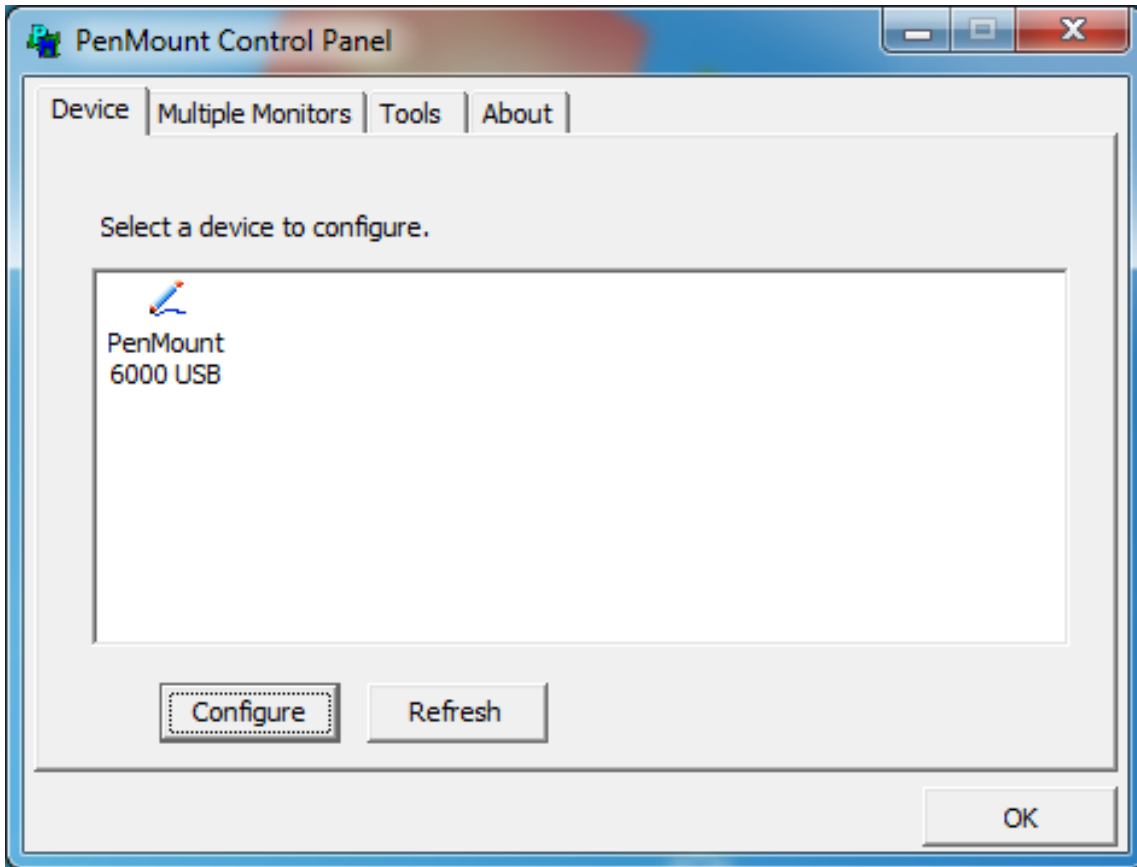 PenMount Control Panel
Device Multiple Monitors Tools About
Select a device to configure.
PenMount
6000 USB
Configure Refresh
OK